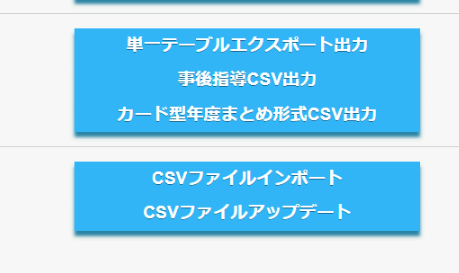 単一テーブルエクスポート出力
事後指導CSV出力
カード型年度まとめ形式CSV出力
CSVファイルインポート
CSVファイルアップデート